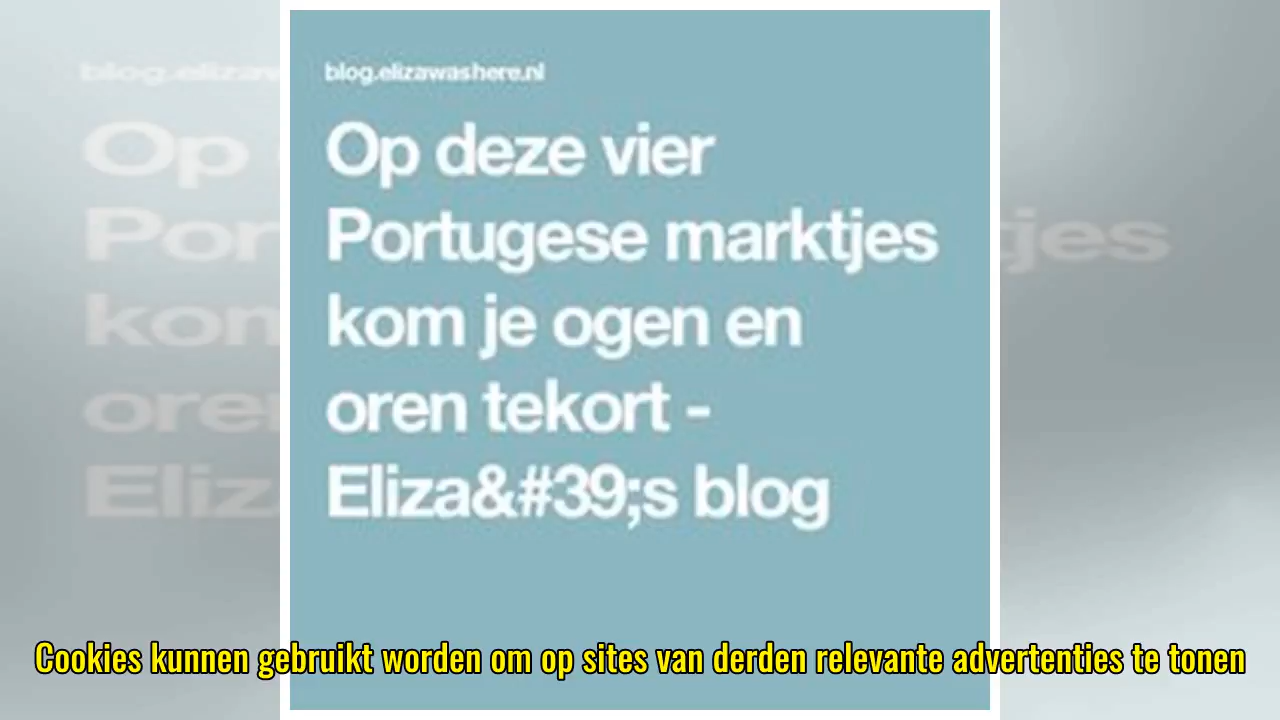 blog.elizawashere.nl
Op deze vier
Portugese marktjes
kom je ogen en
oren tekort -
Eliza&#39;s blog
Cookies kunnen gebruikt worden om op sites van derden relevante advertenties te tonen